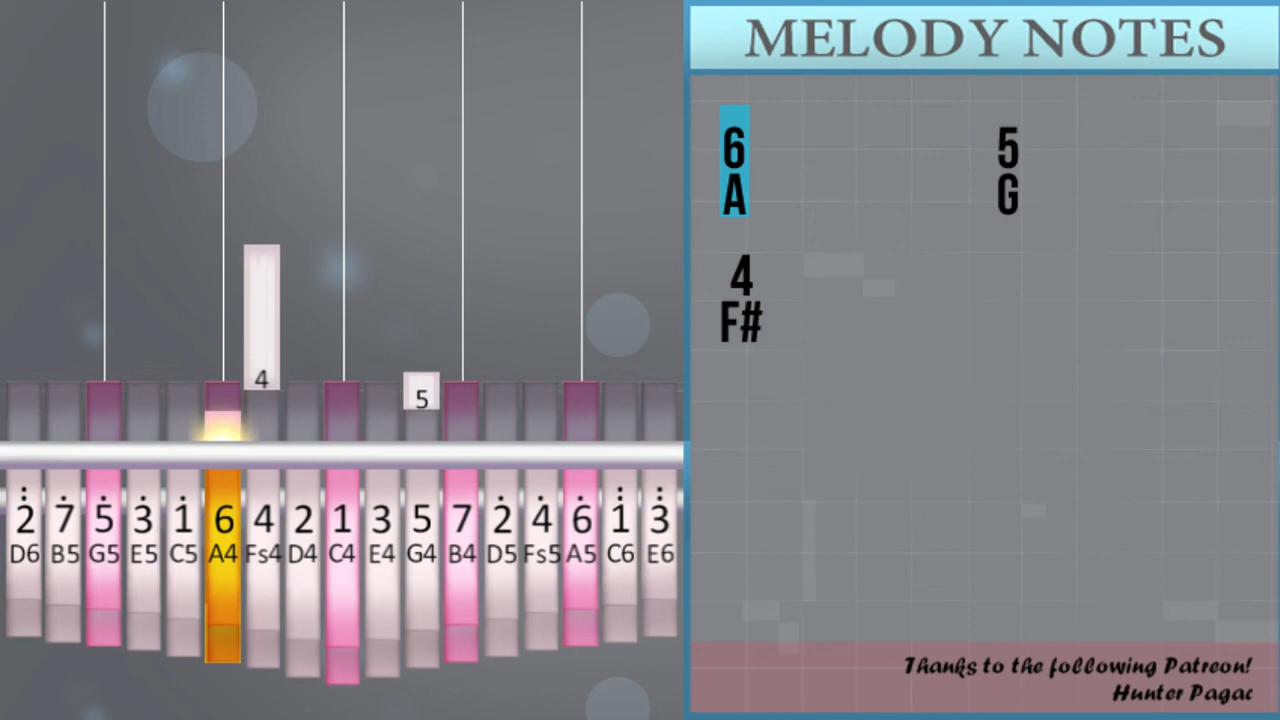 MELODY NOTES
6 5
A G
4
F#
4
5
2̈ 7̇ 5̇ 3̇ 1̇ 6 4 2 1 3 5 7 2̇ 4̇ 6̇ 1̈ 3̈
D6 B5 G5 E5 C5 A4 Fs4 D4 C4 E4 G4 B4 D5 Fs5 A5 C6 E6
Thanks to the following Patreon!
Hunter Pagac